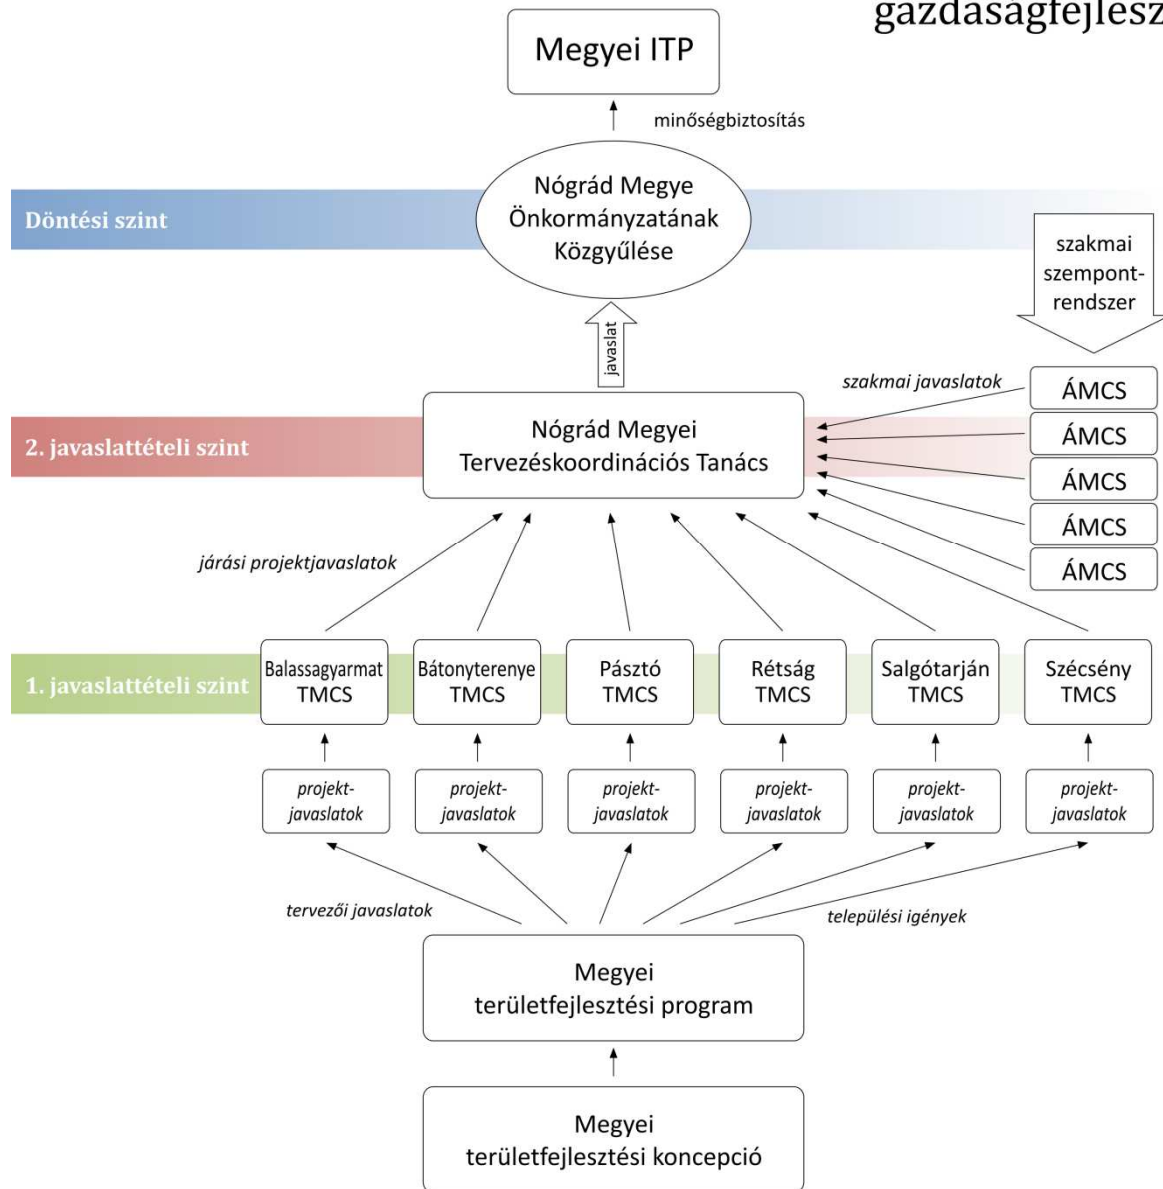 gazdaságfejlesz
Megyei ITP
minőségbiztosítás
Nógrád Megye
Önkormányzatának
Közgyűlése
Döntési szint
szakmai
szempont-
rendszer
javaslat
szakmai javaslatok
ÁMCS
ÁMCS
ÁMCS
ÁMCS
ÁMCS
2. javaslattételi szint
Nógrád Megyei
Tervezéskoordinációs Tanács
járási projektjavaslatok
1. javaslattételi szint
Balassagyarmat
TMCS
Bátonyterenye
TMCS
Pásztó
TMCS
Rétság
TMCS
Salgótarján
TMCS
Szécsény
TMCS
projekt-
javaslatok
projekt-
javaslatok
projekt-
javaslatok
projekt-
javaslatok
projekt-
javaslatok
projekt-
javaslatok
tervezői javaslatok
települési igények
Megyei
területfejlesztési program
Megyei
területfejlesztési koncepció